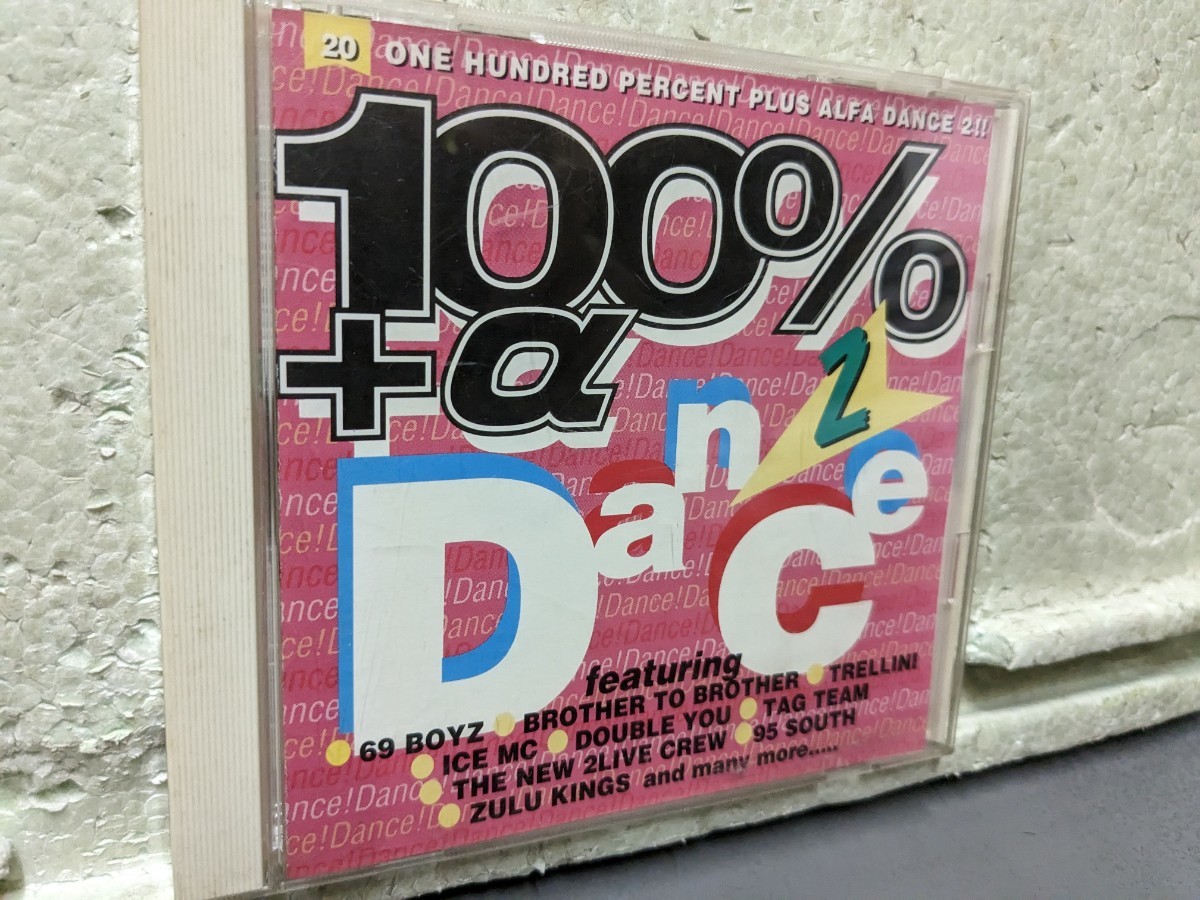 20 ONE HUNDRED PERCENT PLUS ALFA DANCE 2!!
100%
+α
2
Dance
featuring
69 BOYZ BROTHER TO BROTHER TRELLINI
ICE MC DOUBLE YOU TAG TEAM
THE NEW 2LIVE CREW 95 SOUTH
ZULU KINGS and many more.....